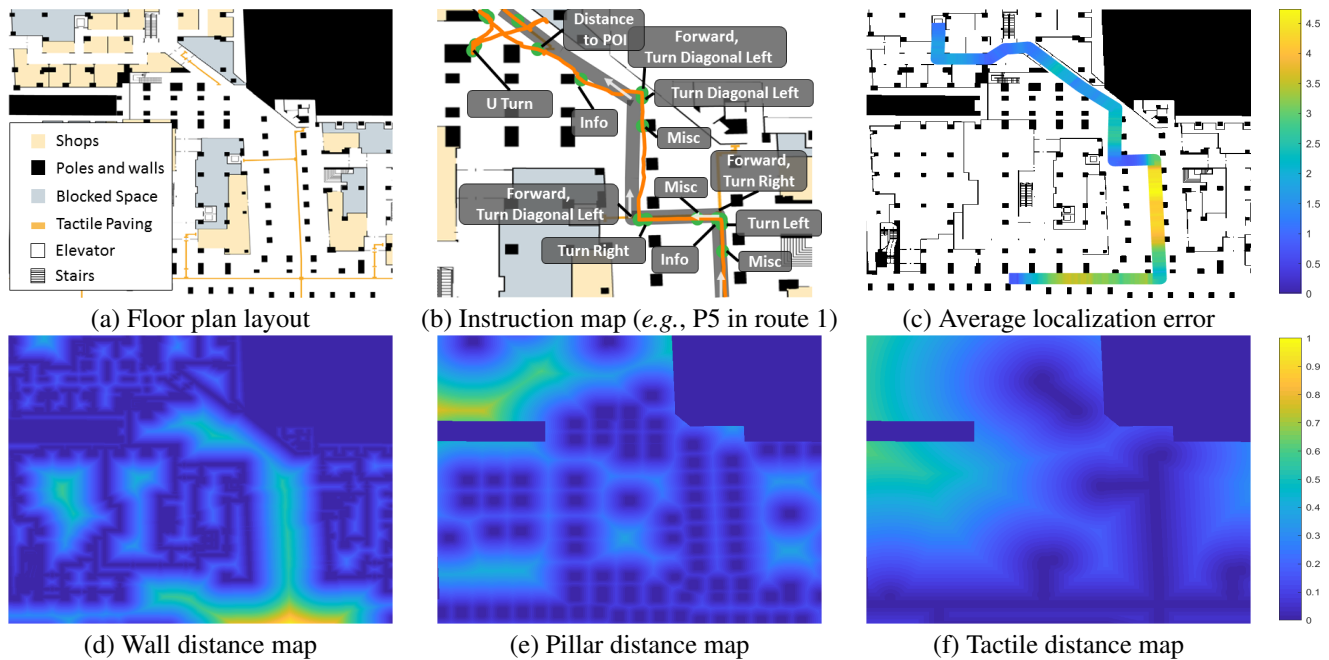 Shops
Poles and walls
Blocked Space
Tactile Paving
Elevator
Stairs
(a) Floor plan layout
Distance
to POI
Forward,
Turn Diagonal Left
U Turn
Info
Turn Diagonal Left
Misc
Forward,
Turn Right
Forward,
Turn Diagonal Left
Misc
Turn Left
Turn Right
Info
Misc
(b) Instruction map (e.g., P5 in route 1)
4.5
4
3.5
3
2.5
2
1.5
1
0.5
0
(c) Average localization error
(d) Wall distance map
(e) Pillar distance map
1
0.9
0.8
0.7
0.6
0.5
0.4
0.3
0.2
0.1
0
(f) Tactile distance map